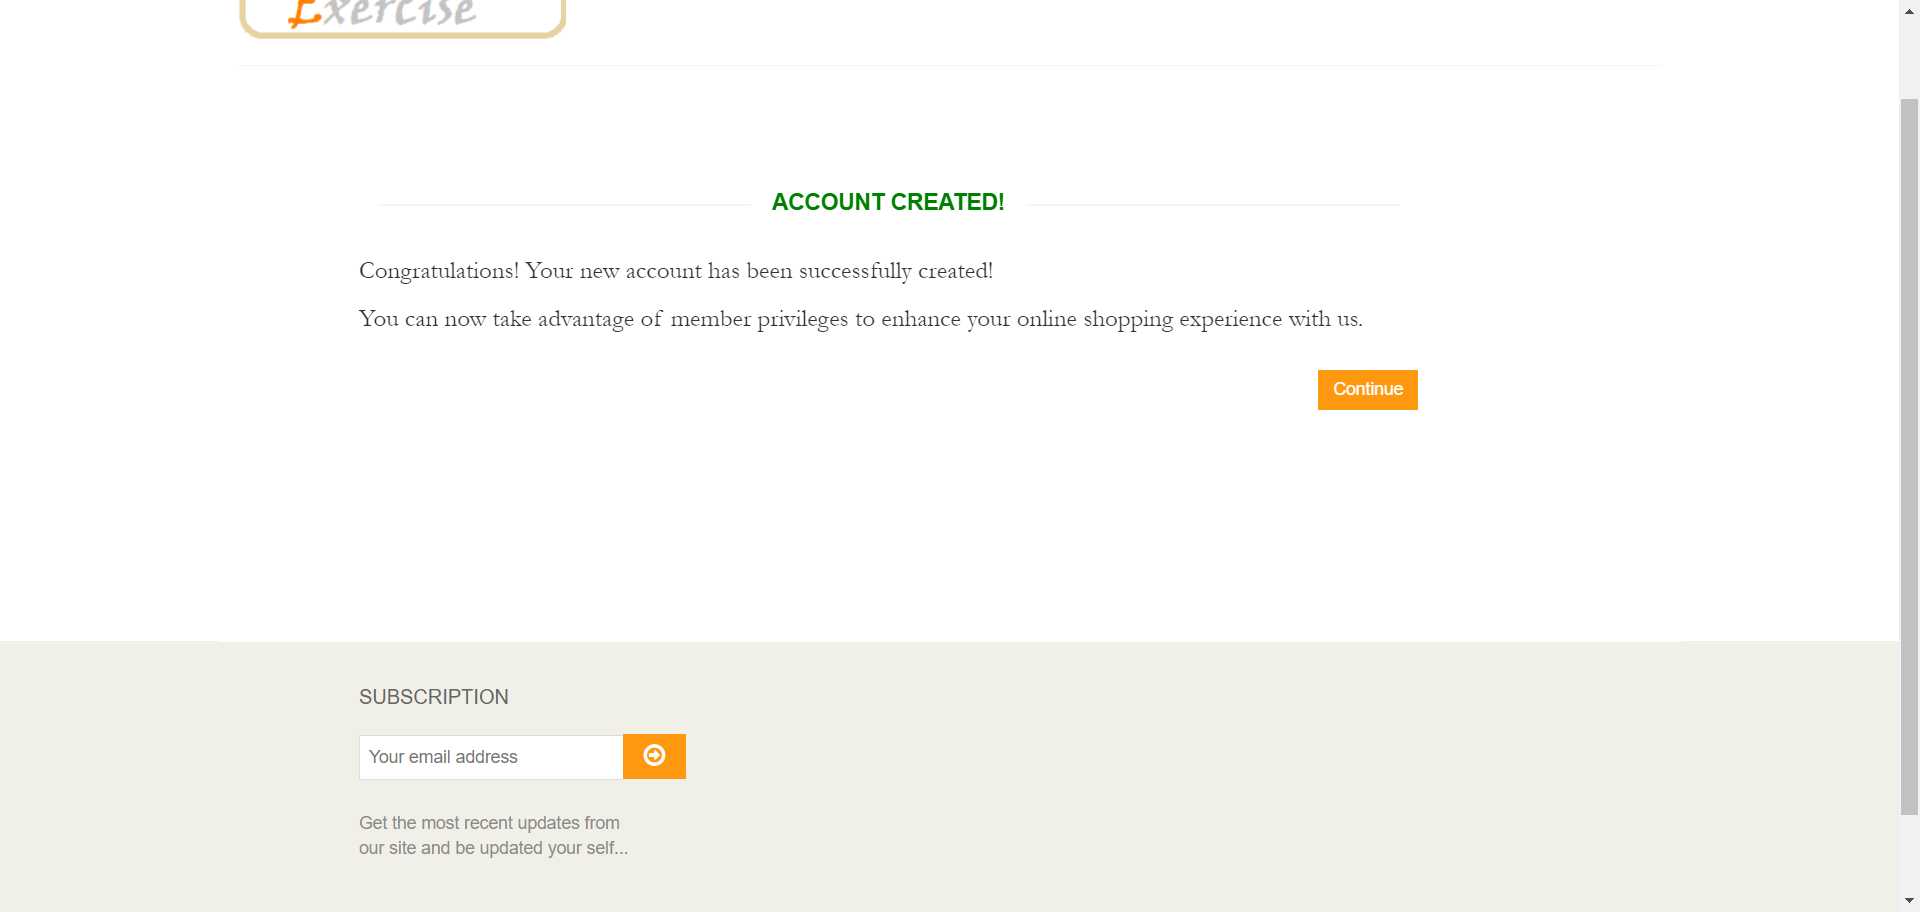 Exercise
ACCOUNT CREATED!
Congratulations! Your new account has been successfully created!
You can now take advantage of member privileges to enhance your online shopping experience with us.
Continue
SUBSCRIPTION
Your email address
Get the most recent updates from
our site and be updated your self...